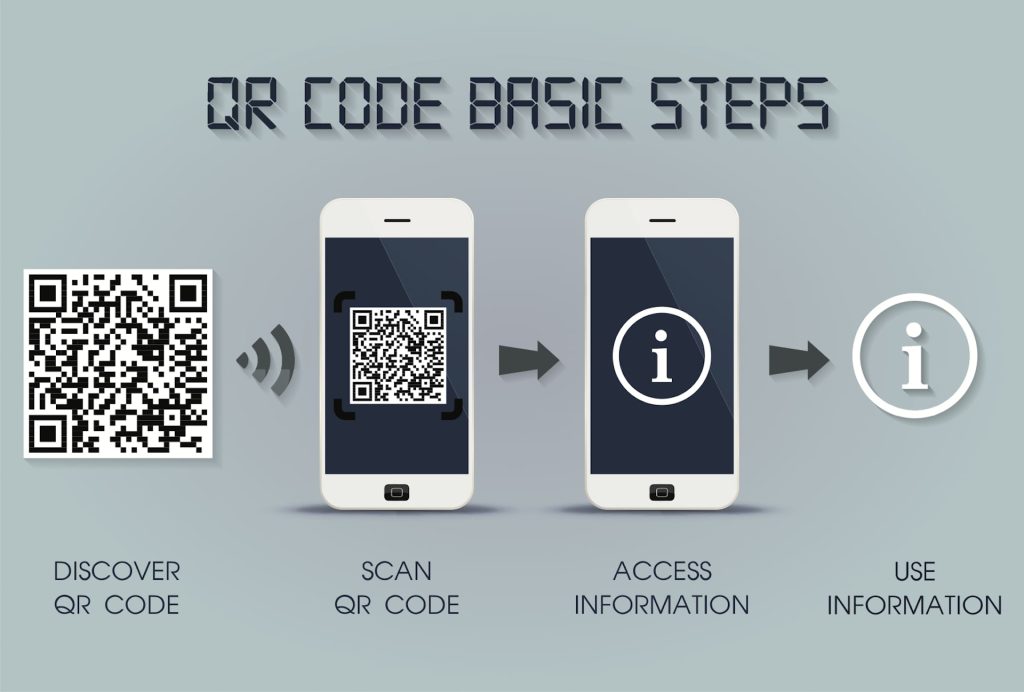 QR CODE BASIC STEPS
DISCOVER
QR CODE
SCAN
QR CODE
ACCESS
INFORMATION
USE
INFORMATION